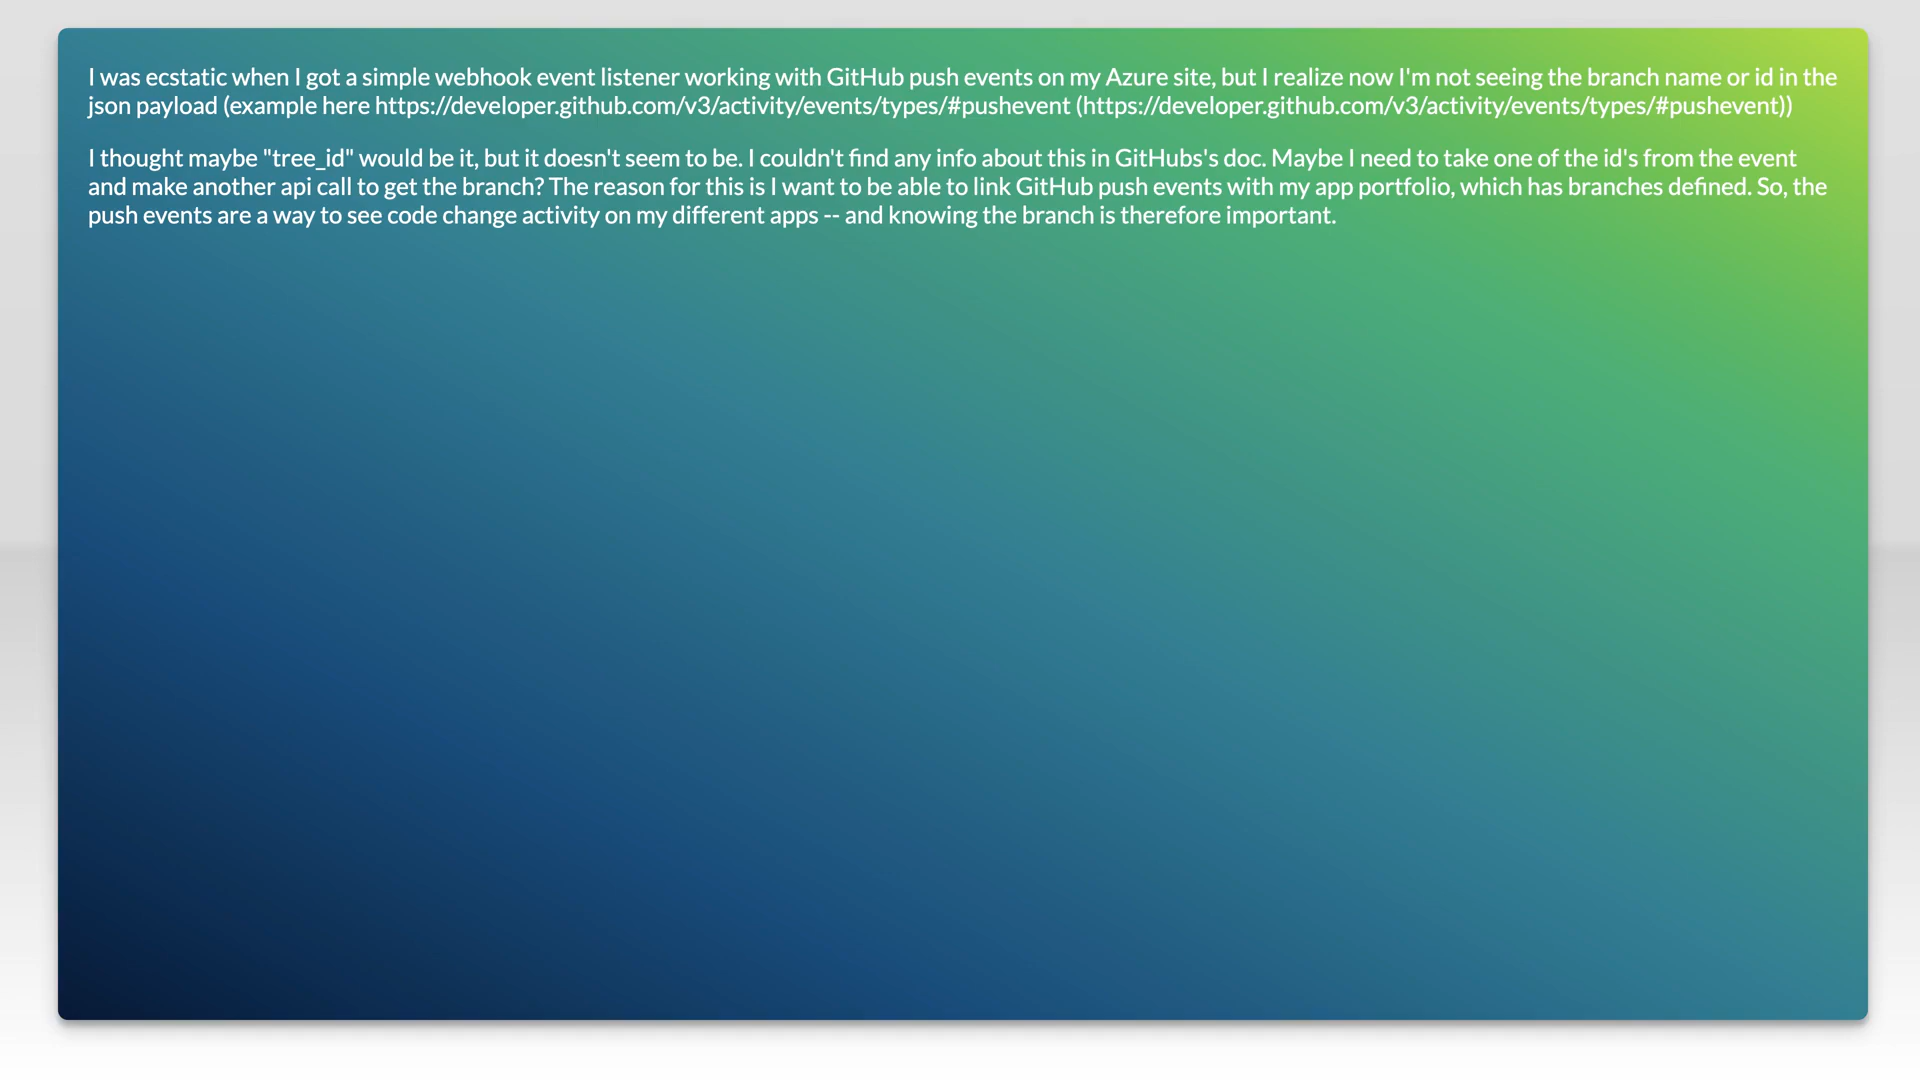 I was ecstatic when I got a simple webhook event listener working with GitHub push events on my Azure site, but I realize now I'm not seeing the branch name or id in the
json payload (example here https://developer.github.com/v3/activity/events/types/#pushevent (https://developer.github.com/v3/activity/events/types/#pushevent))
I thought maybe "tree_id" would be it, but it doesn't seem to be. I couldn't find any info about this in GitHubs's doc. Maybe I need to take one of the id's from the event
and make another api call to get the branch? The reason for this is I want to be able to link GitHub push events with my app portfolio, which has branches defined. So, the
push events are a way to see code change activity on my different apps -- and knowing the branch is therefore important.